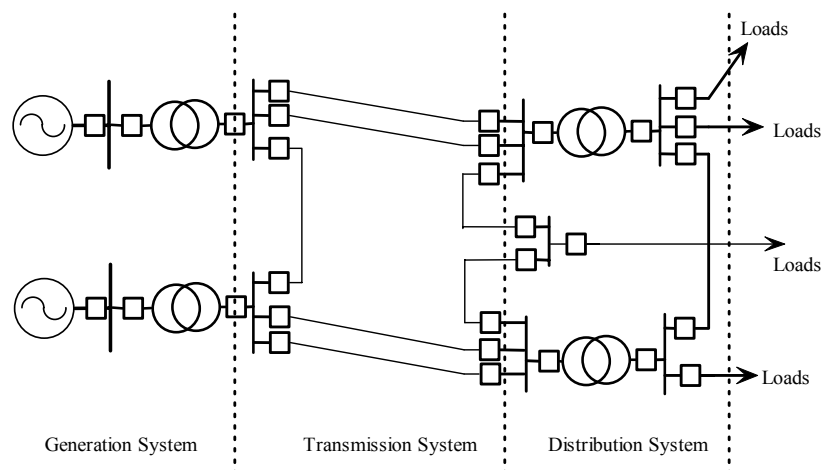 Loads
Loads
Loads
Loads
Generation System
Transmission System
Distribution System